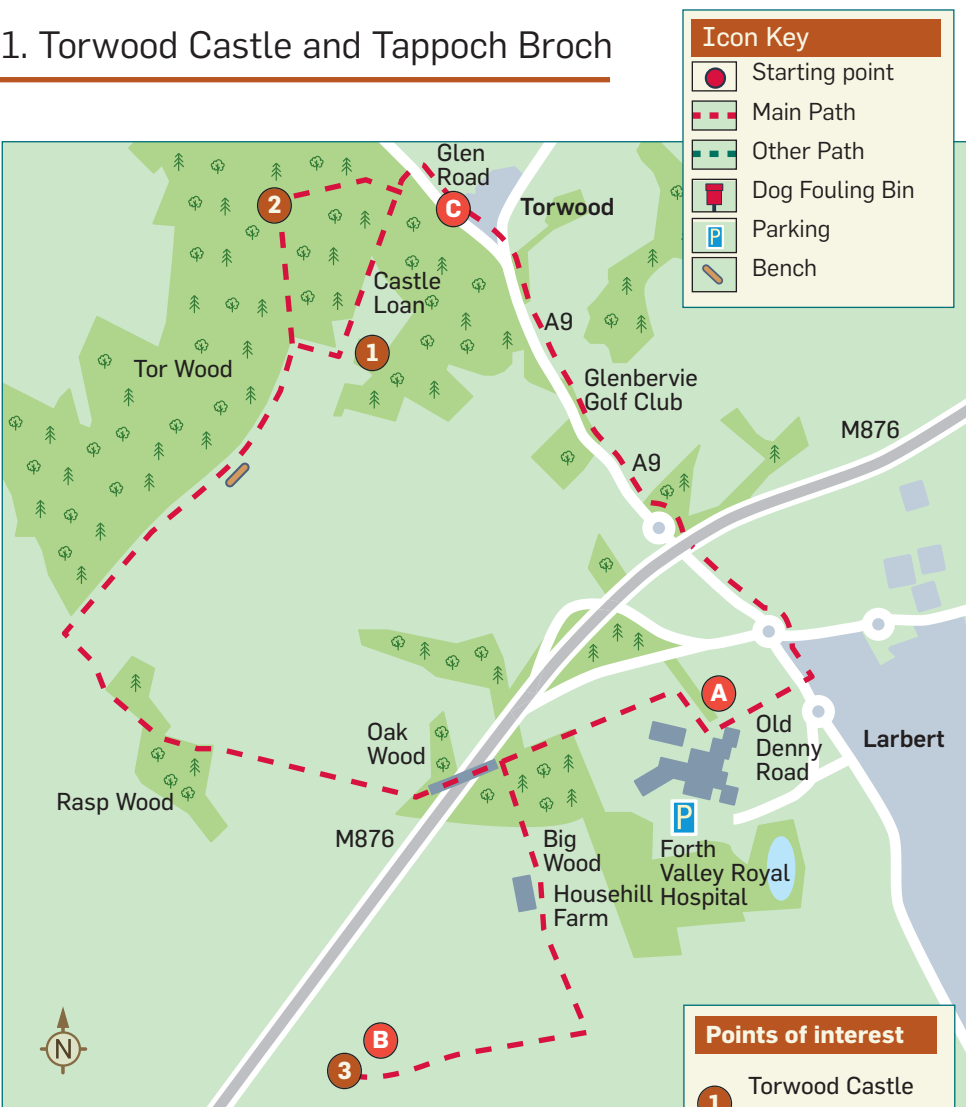 1. Torwood Castle and Tappoch Broch
Icon Key
Starting point
Main Path
Other Path
Dog Fouling Bin
P
Parking
Bench
Glen
Road
C
Torwood
2
Castle
Loan
1
A9
Tor Wood
Glenbervie
Golf Club
A9
M876
A
Oak
Wood
Old
Denny
Road
Larbert
Rasp Wood
M876
P
Big
Wood
Forth
Valley Royal
Hospital
Househill
Farm
N
B
3
Points of interest
1
Torwood Castle